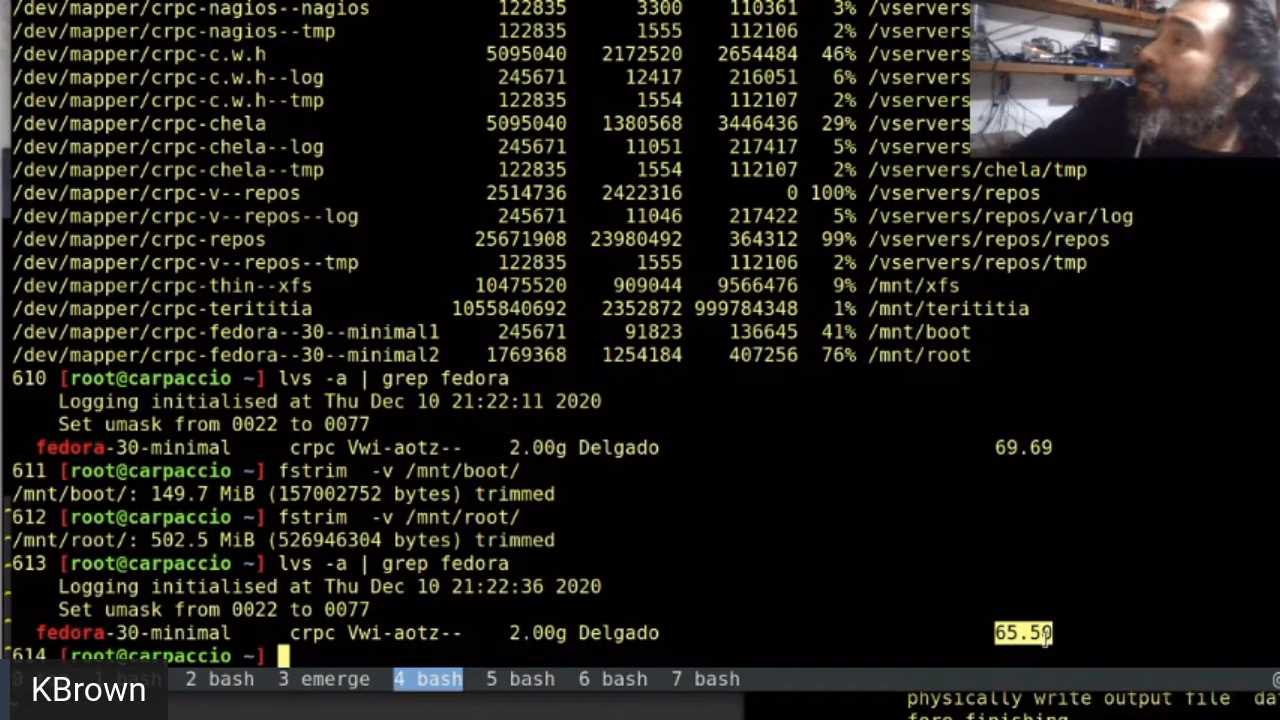 /dev/mapper/crpc-nagios--nagios 122835 3300 110361 3% /vservers
/dev/mapper/crpc-nagios--tmp 122835 1555 112106 2% /vservers
/dev/mapper/crpc-c.w.h 5095040 2172520 2654484 46% /vservers
/dev/mapper/crpc-c.w.h--log 245671 12417 216051 6% /vservers
/dev/mapper/crpc-c.w.h--tmp 122835 1554 112107 2% /vservers
/dev/mapper/crpc-chela 5095040 1380568 3446436 29% /vservers
/dev/mapper/crpc-chela--log 245671 11051 217417 5% /vservers
/dev/mapper/crpc-chela--tmp 122835 1554 112107 2% /vservers/chela/tmp
/dev/mapper/crpc-v--repos 2514736 2422316 0 100% /vservers/repos
/dev/mapper/crpc-v--repos--log 245671 11046 217422 5% /vservers/repos/var/log
/dev/mapper/crpc-repos 25671908 23980492 364312 99% /vservers/repos/repos
/dev/mapper/crpc-v--repos--tmp 122835 1555 112106 2% /vservers/repos/tmp
/dev/mapper/crpc-thin--xfs 10475520 909044 9566476 9% /mnt/xfs
/dev/mapper/crpc-terititia 1055840692 2352872 999784348 1% /mnt/terititia
/dev/mapper/crpc-fedora--30--minimal1 245671 91823 136645 41% /mnt/boot
/dev/mapper/crpc-fedora--30--minimal2 1769368 1254184 407256 76% /mnt/root
610 [root@carpaccio ~] lvs -a | grep fedora
Logging initialised at Thu Dec 10 21:22:11 2020
Set umask from 0022 to 0077
fedora-30-minimal crpc Vwi-aotz-- 2.00g Delgado 69.69
611 [root@carpaccio ~] fstrim -v /mnt/boot/
/mnt/boot/: 149.7 MiB (157002752 bytes) trimmed
612 [root@carpaccio ~] fstrim -v /mnt/root/
/mnt/root/: 502.5 MiB (526946304 bytes) trimmed
613 [root@carpaccio ~] lvs -a | grep fedora
Logging initialised at Thu Dec 10 21:22:36 2020
Set umask from 0022 to 0077
fedora-30-minimal crpc Vwi-aotz-- 2.00g Delgado 65.50
614 [root@carpaccio ~]
1 bash 2 bash 3 emerge 4 bash 5 bash 6 bash 7 bash
KBrown
physically write output file